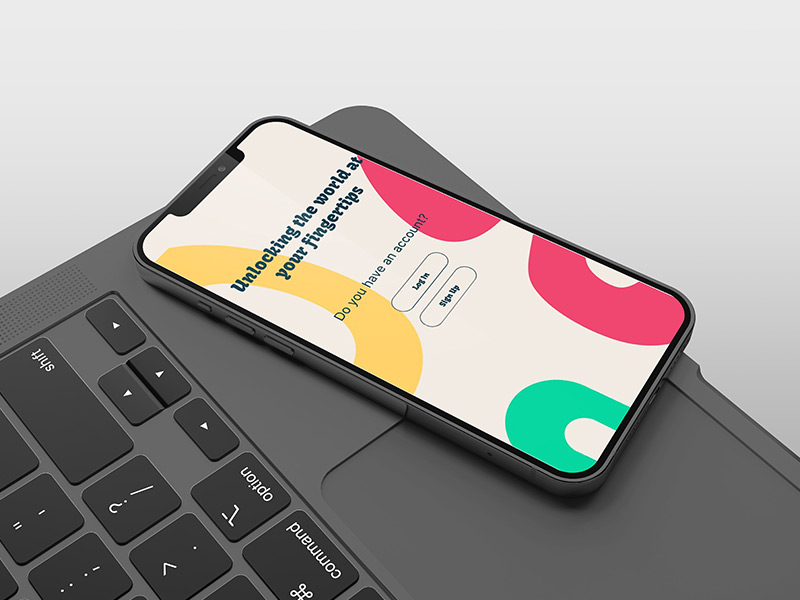 Unlocking the world at
your fingertips
Do you have an account?
Log In
Sign Up
shift
option
command
? /
= -
: ;